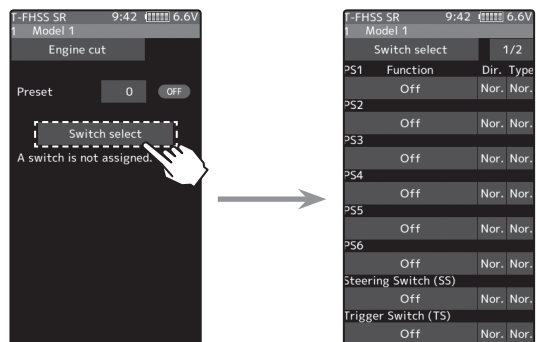 T-FHSS SR 9:42 6.6V
1 Model 1
Engine cut
Preset 0 OFF
Switch select
A switch is not assigned.
T-FHSS SR 9:42 6.6V
1 Model 1
Switch select 1/2
PS1 Function Dir. Type
Off Nor. Nor.
PS2
Off Nor. Nor.
PS3
Off Nor. Nor.
PS4
Off Nor. Nor.
PS5
Off Nor. Nor.
PS6
Off Nor. Nor.
Steering Switch (SS)
Off Nor. Nor.
Trigger Switch (TS)
Off Nor. Nor.